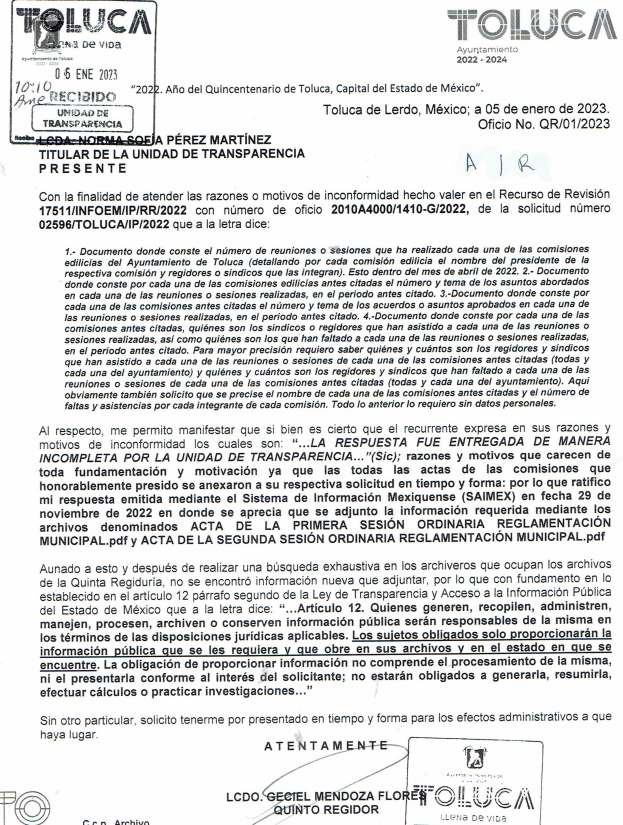 TOLUCA
LLENA DE VIDA
Ayuntamiento de Toluca
2022 - 2024
06 ENE 2023
10:10
RECIBIDO
UNIDAD DE
TRANSPARENCIA
TOLUCA
Ayuntamiento
2022 - 2024
“2022. Año del Quincentenario de Toluca, Capital del Estado de México”.
Toluca de Lerdo, México; a 05 de enero de 2023.
Oficio No. QR/01/2023
LCDA. NORMA SOFÍA PÉREZ MARTÍNEZ
TITULAR DE LA UNIDAD DE TRANSPARENCIA
P R E S E N T E
A / R
Con la finalidad de atender las razones o motivos de inconformidad hecho valer en el Recurso de Revisión
17511/INFOEM/IP/RR/2022 con número de oficio 2010A4000/1410-G/2022, de la solicitud número
02596/TOLUCA/IP/2022 que a la letra dice:
1.- Documento donde conste el número de reuniones o sesiones que ha realizado cada una de las comisiones
edilicias del Ayuntamiento de Toluca (detallando por cada comisión edilicia el nombre del presidente de la
respectiva comisión y regidores o síndicos que las integran). Esto dentro del mes de abril de 2022. 2.- Documento
donde conste por cada una de las comisiones edilicias antes citadas el número y tema de los asuntos abordados
en cada una de las reuniones o sesiones realizadas, en el periodo antes citado. 3.-Documento donde conste por
cada una de las comisiones antes citadas el número y tema de los acuerdos o asuntos aprobados en cada una de
las reuniones o sesiones realizadas, en el periodo antes citado. 4.-Documento donde conste por cada una de las
comisiones antes citadas, quiénes son los síndicos o regidores que han asistido a cada una de las reuniones o
sesiones realizadas, así como quiénes son los que han faltado a cada una de las reuniones o sesiones realizadas,
en el periodo antes citado. Para mayor precisión requiero saber quiénes y cuántos son los regidores y síndicos
que han asistido a cada una de las reuniones o sesiones de cada una de las comisiones antes citadas (todas y
cada una del ayuntamiento) y quiénes y cuántos son los regidores y síndicos que han faltado a cada una de las
reuniones o sesiones de cada una de las comisiones antes citadas (todas y cada una del ayuntamiento). Aquí
obviamente también solicito que se precise el nombre de cada una de las comisiones antes citadas y el número de
faltas y asistencias por cada integrante de cada comisión. Todo lo anterior lo requiero sin datos personales.
Al respecto, me permito manifestar que si bien es cierto que el recurrente expresa en sus razones y
motivos de inconformidad los cuales son: “...LA RESPUESTA FUE ENTREGADA DE MANERA
INCOMPLETA POR LA UNIDAD DE TRANSPARENCIA...”(Sic); razones y motivos que carecen de
toda fundamentación y motivación ya que las todas las actas de las comisiones que
honorablemente presido se anexaron a su respectiva solicitud en tiempo y forma: por lo que ratifico
mi respuesta emitida mediante el Sistema de Información Mexiquense (SAIMEX) en fecha 29 de
noviembre de 2022 en donde se aprecia que se adjunto la información requerida mediante los
archivos denominados ACTA DE LA PRIMERA SESIÓN ORDINARIA REGLAMENTACIÓN
MUNICIPAL.pdf y ACTA DE LA SEGUNDA SESIÓN ORDINARIA REGLAMENTACIÓN MUNICIPAL.pdf
Aunado a esto y después de realizar una búsqueda exhaustiva en los archiveros que ocupan los archivos
de la Quinta Regiduría, no se encontró información nueva que adjuntar, por lo que con fundamento en lo
establecido en el artículo 12 párrafo segundo de la Ley de Transparencia y Acceso a la Información Pública
del Estado de México que a la letra dice: “...Artículo 12. Quienes generen, recopilen, administren,
manejen, procesen, archiven o conserven información pública serán responsables de la misma en
los términos de las disposiciones jurídicas aplicables. Los sujetos obligados solo proporcionarán la
información pública que se les requiera y que obre en sus archivos y en el estado en que se
encuentre. La obligación de proporcionar información no comprende el procesamiento de la misma,
ni el presentarla conforme al interés del solicitante; no estarán obligados a generarla, resumirla,
efectuar cálculos o practicar investigaciones...”
Sin otro particular, solicito tenerme por presentado en tiempo y forma para los efectos administrativos a que
haya lugar.
A T E N T A M E N T E
LCDO. GECIEL MENDOZA FLORES
QUINTO REGIDOR
TOLUCA
LLENA DE VIDA
C.c.p. Archivo